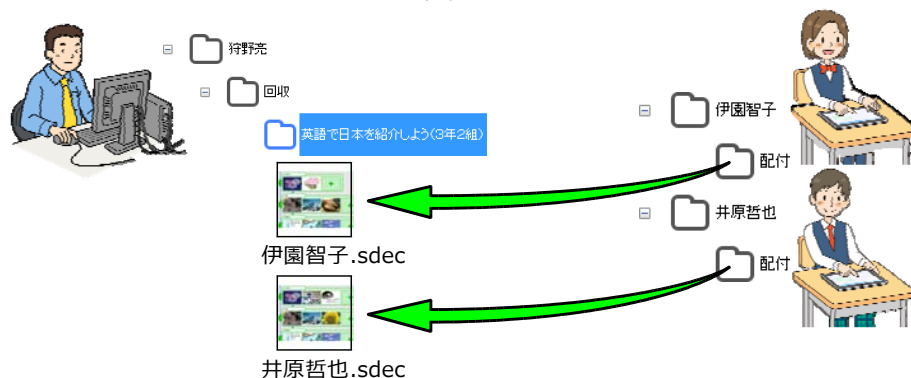 狩野亮
回収
英語で日本を紹介しよう(3年2組)
伊園智子.sdec
井原哲也.sdec
伊園智子
配付
井原哲也
配付